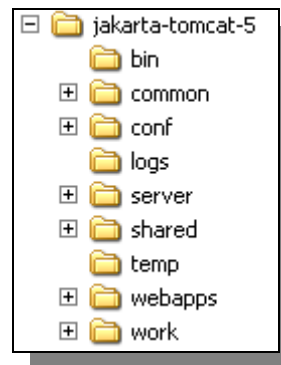 jakarta-tomcat-5
bin
common
conf
logs
server
shared
temp
webapps
work